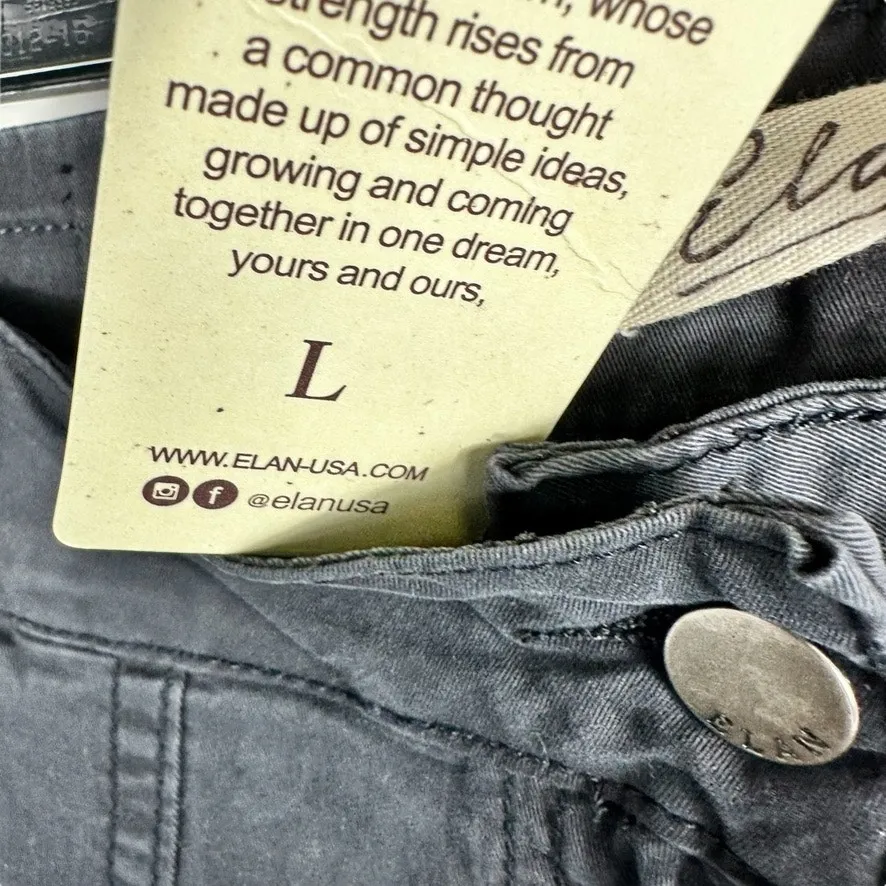 whose
strength rises from
a common thought
made up of simple ideas,
growing and coming
together in one dream,
yours and ours,
L
WWW.ELAN-USA.COM
@elanusa
ELAN